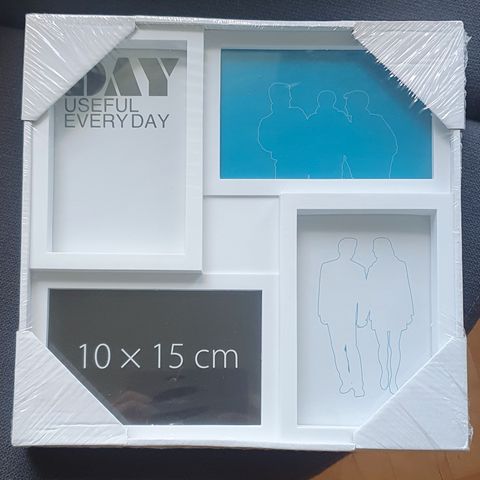 DAY
USEFUL
EVERYDAY
10 × 15 cm